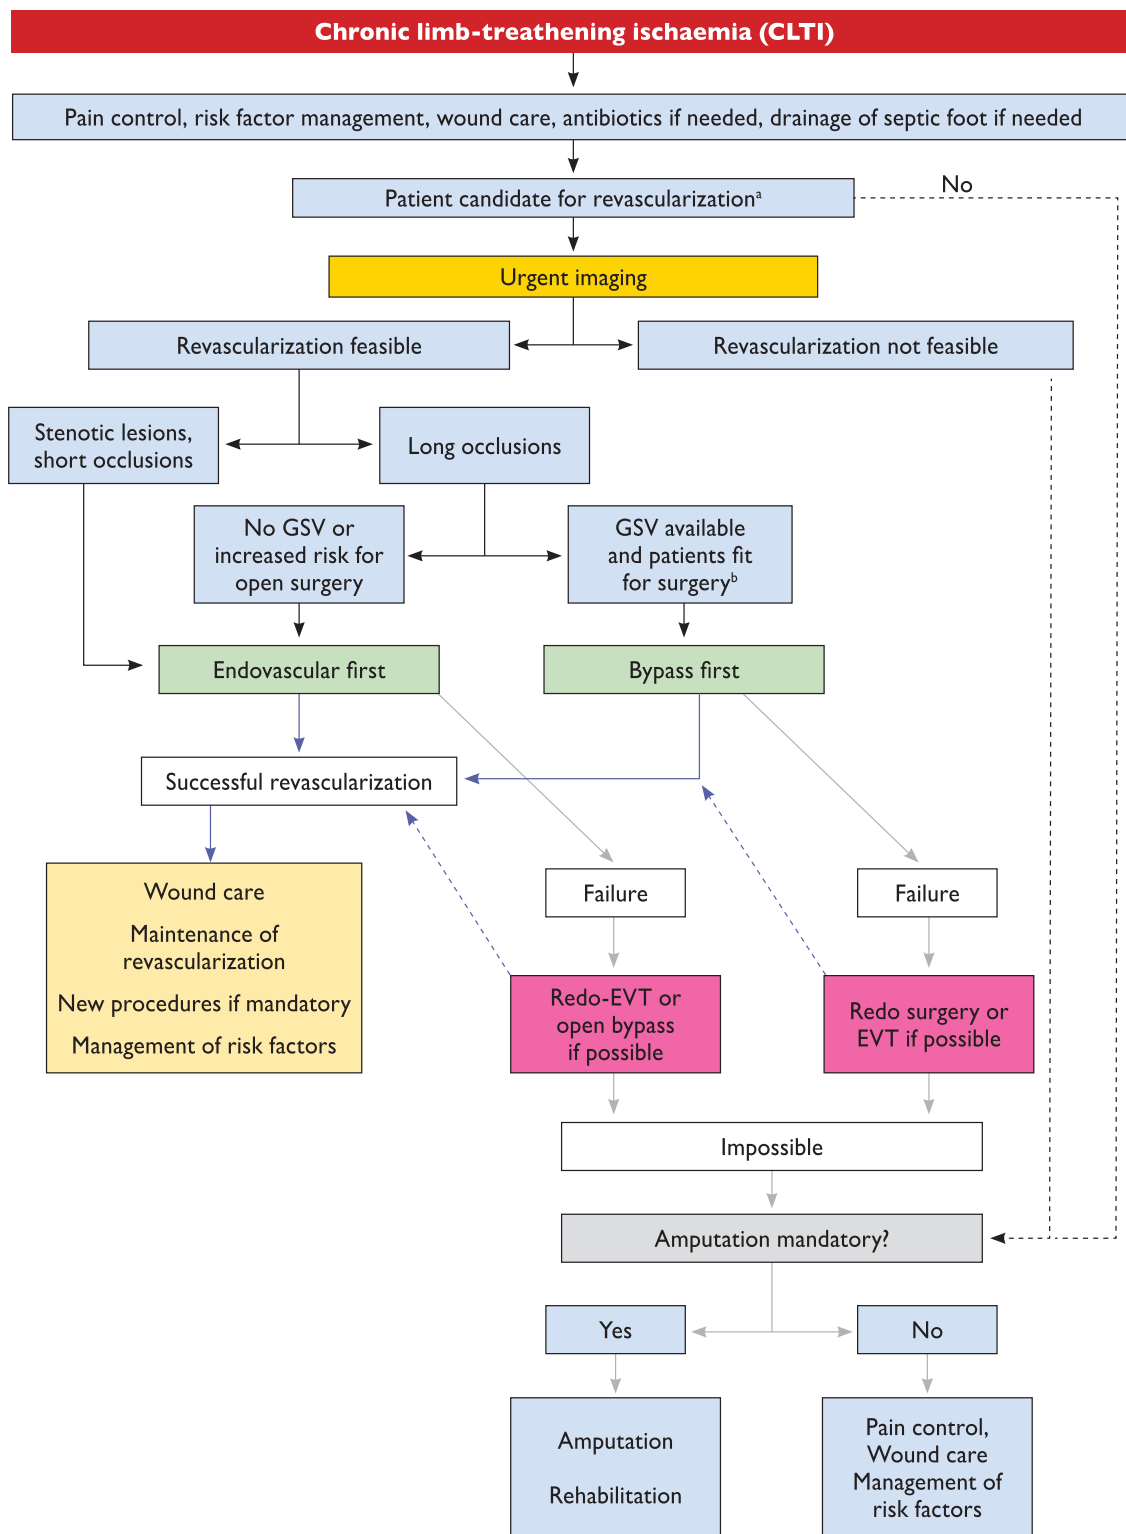 Chronic limb-treathening ischaemia (CLTI)
Pain control, risk factor management, wound care, antibiotics if needed, drainage of septic foot if needed
Patient candidate for revascularizationᵃ
No
Urgent imaging
Revascularization feasible
Revascularization not feasible
Stenotic lesions,
short occlusions
Long occlusions
No GSV or
increased risk for
open surgery
GSV available
and patients fit
for surgeryᵇ
Endovascular first
Bypass first
Successful revascularization
Wound care
Maintenance of
revascularization
New procedures if mandatory
Management of risk factors
Failure
Failure
Redo-EVT or
open bypass
if possible
Redo surgery or
EVT if possible
Impossible
Amputation mandatory?
Yes
No
Amputation
Rehabilitation
Pain control,
Wound care
Management of
risk factors